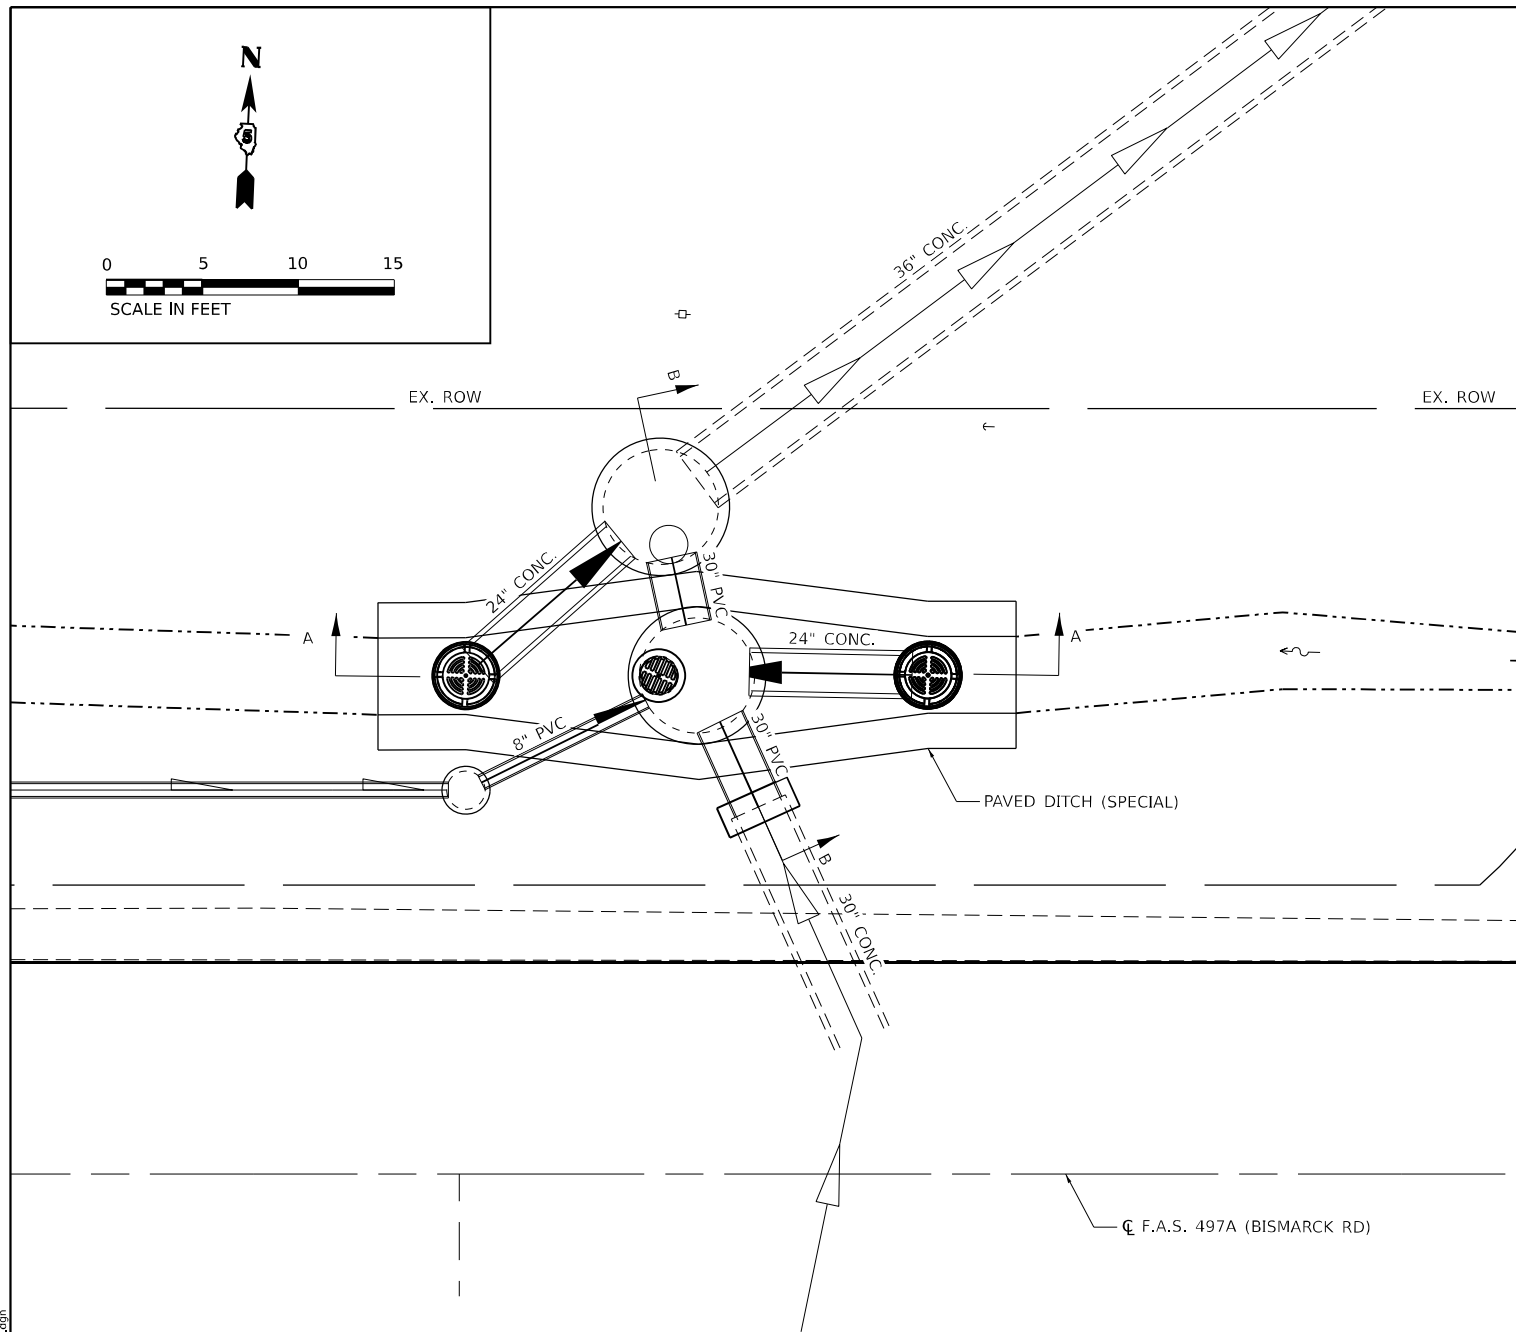 N
5
0 5 10 15
SCALE IN FEET
36" CONC.
B
EX. ROW
EX. ROW
24" CONC.
30" PVC
A
24" CONC.
A
8" PVC
30" PVC
PAVED DITCH (SPECIAL)
B
30" CONC.
℄ F.A.S. 497A (BISMARCK RD)
.dgn